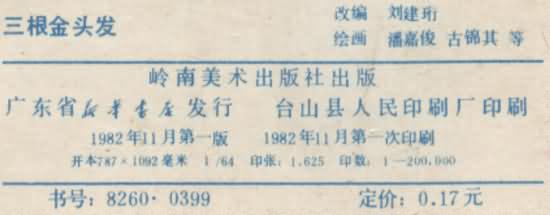 三根金头发
改编 刘建珩
绘画 潘嘉俊 古锦其 等
岭南美术出版社出版
广东省新华书店发行 台山县人民印刷厂印刷
1982年11月第一版 1982年11月第一次印刷
开本787×1092毫米 1/64 印张:1.625 印数:1—200,000
书号:8260·0399 定价:0.17元